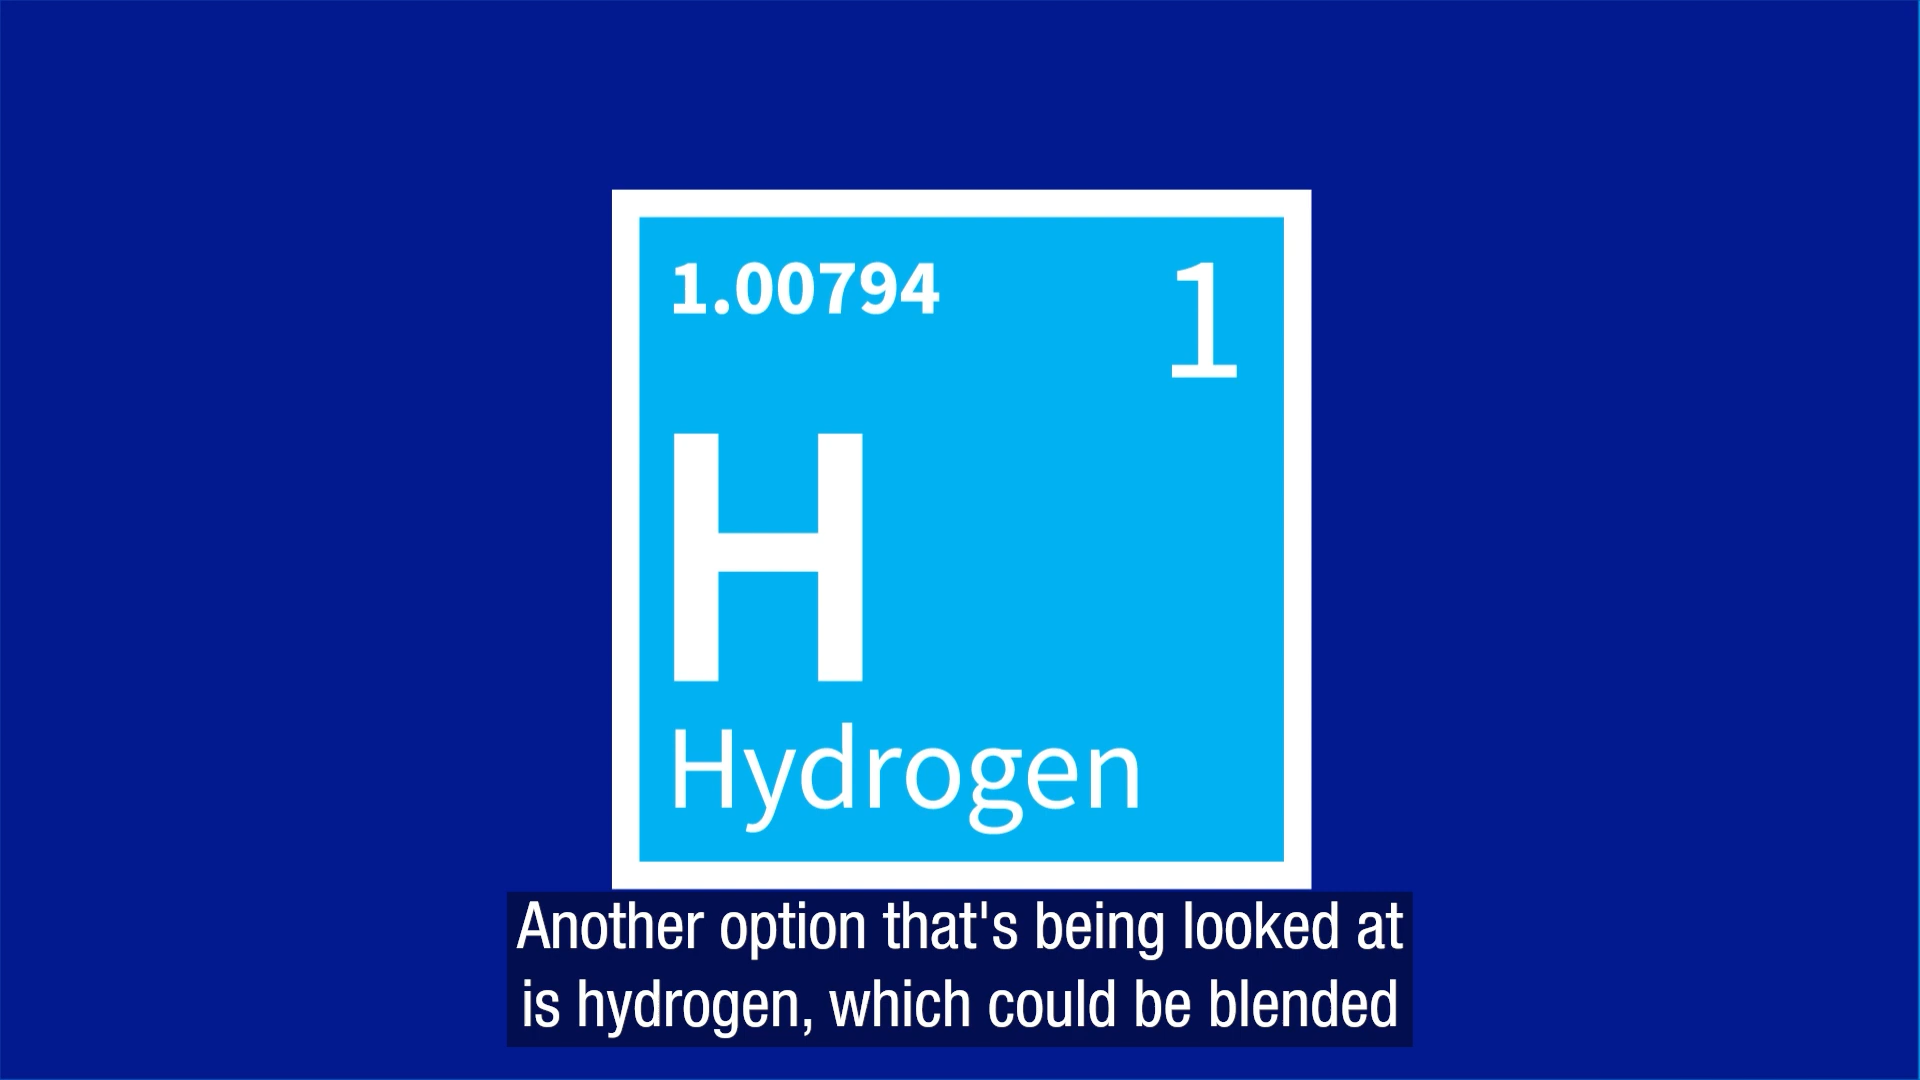 1.00794
1
H
Hydrogen
Another option that's being looked at
is hydrogen, which could be blended